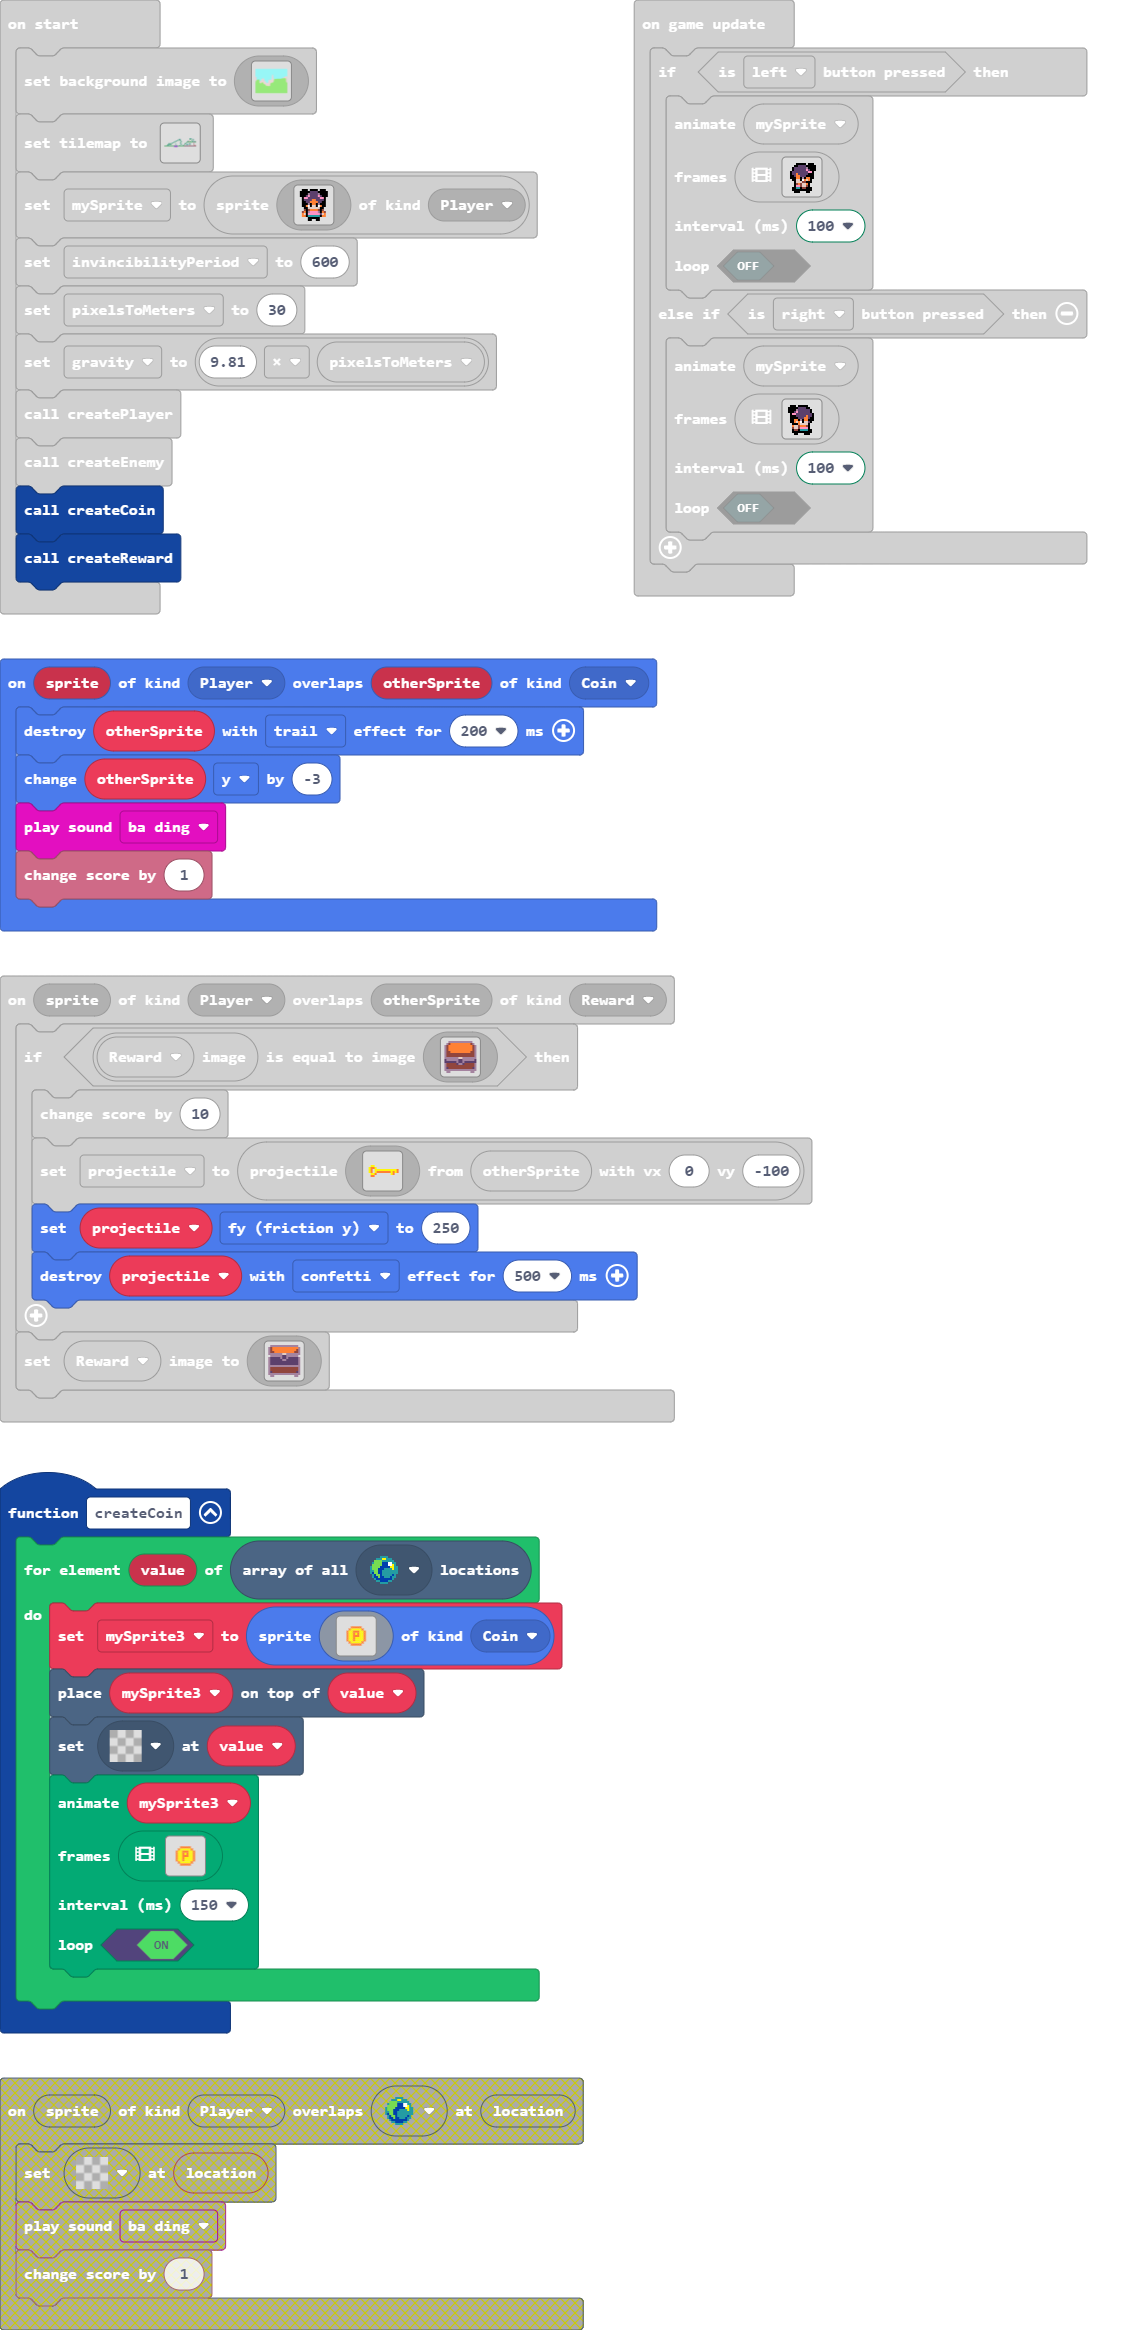 on start
set background image to
set tilemap to
set mySprite to sprite of kind Player
set invincibilityPeriod to 600
set pixelsToMeters to 30
set gravity to 9.81 × pixelsToMeters
call createPlayer
call createEnemy
call createCoin
call createReward
on game update
if is left button pressed then
animate mySprite
frames
interval (ms) 100
loop OFF
else if is right button pressed then
animate mySprite
frames
interval (ms) 100
loop OFF
on sprite of kind Player overlaps otherSprite of kind Coin
destroy otherSprite with trail effect for 200 ms
change otherSprite y by -3
play sound ba ding
change score by 1
on sprite of kind Player overlaps otherSprite of kind Reward
if Reward image is equal to image then
change score by 10
set projectile to projectile from otherSprite with vx 0 vy -100
set projectile fy (friction y) to 250
destroy projectile with confetti effect for 500 ms
set Reward image to
function createCoin
for element value of array of all locations
do
set mySprite3 to sprite P of kind Coin
place mySprite3 on top of value
set at value
animate mySprite3
frames P
interval (ms) 150
loop ON
on sprite of kind Player overlaps at location
set at location
play sound ba ding
change score by 1